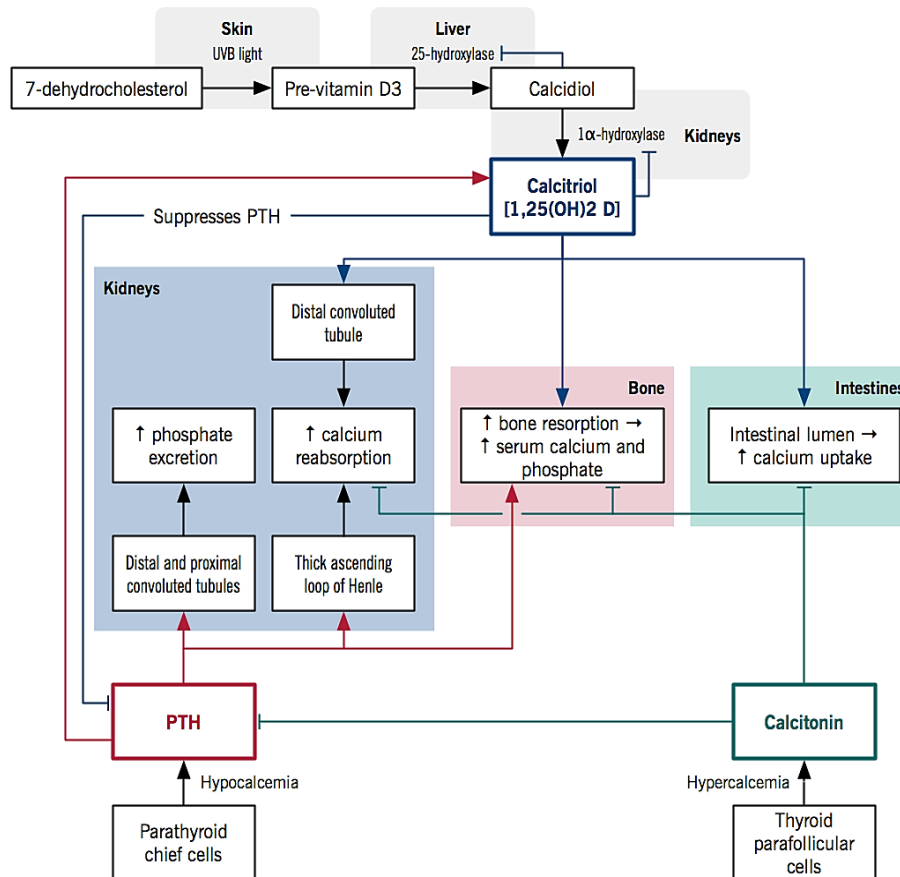 Skin
UVB light
Liver
25-hydroxylase
7-dehydrocholesterol
Pre-vitamin D3
Calcidiol
1α-hydroxylase
Kidneys
Calcitriol
[1,25(OH)2 D]
Suppresses PTH
Kidneys
Distal convoluted
tubule
Bone
Intestines
↑ phosphate
excretion
↑ calcium
reabsorption
↑ bone resorption →
↑ serum calcium and
phosphate
Intestinal lumen →
↑ calcium uptake
Distal and proximal
convoluted tubules
Thick ascending
loop of Henle
PTH
Calcitonin
Hypocalcemia
Hypercalcemia
Parathyroid
chief cells
Thyroid
parafollicular
cells